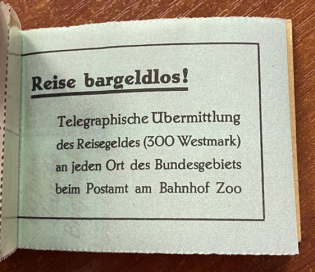 Reise bargeldlos!
Telegraphische Übermittlung
des Reisegeldes (300 Westmark)
an jeden Ort des Bundesgebiets
beim Postamt am Bahnhof Zoo